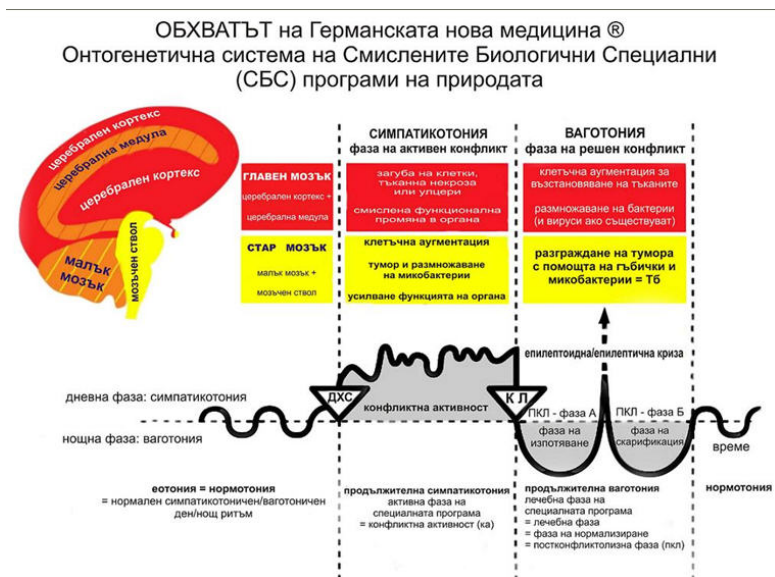 ОБХВАТЪТ на Германската нова медицина ®
Онтогенетична система на Смислените Биологични Специални
(СБС) програми на природата
церебрален кортекс
церебрална медула
церебрален кортекс
малък
мозък
мозъчен ствол
СИМПАТИКОТОНИЯ
фаза на активен конфликт
ВАГОТОНИЯ
фаза на решен конфликт
ГЛАВЕН МОЗЪК
церебрален кортекс +
церебрална медула
загуба на клетки,
тъканна некроза
или улцери
смислена функционална
промяна в органа
клетъчна аугментация за
възстановяване на тъканите
размножаване на бактерии
(и вируси ако съществуват)
СТАР МОЗЪК
малък мозък +
мозъчен ствол
клетъчна аугментация
тумор и размножаване
на микобактерии
усилване функцията на органа
разграждане на тумора
с помощта на гъбички и
микобактерии = Тб
епилептоидна/епилептична криза
дневна фаза: симпатикотония
нощна фаза: ваготония
ДХС
конфликтна активност
К Л
ПКЛ - фаза А
ПКЛ - фаза Б
фаза на
изпотяване
фаза на
скарификация
време
еотония = нормотония
= нормален симпатикотоничен/ваготоничен
ден/нощ ритъм
продължителна симпатикотония
активна фаза на
специалната програма
= конфликтна активност (ка)
продължителна ваготония
лечебна фаза на
специалната програма
= лечебна фаза
= фаза на нормализиране
= постконфликтолизна фаза (пкл)
нормотония